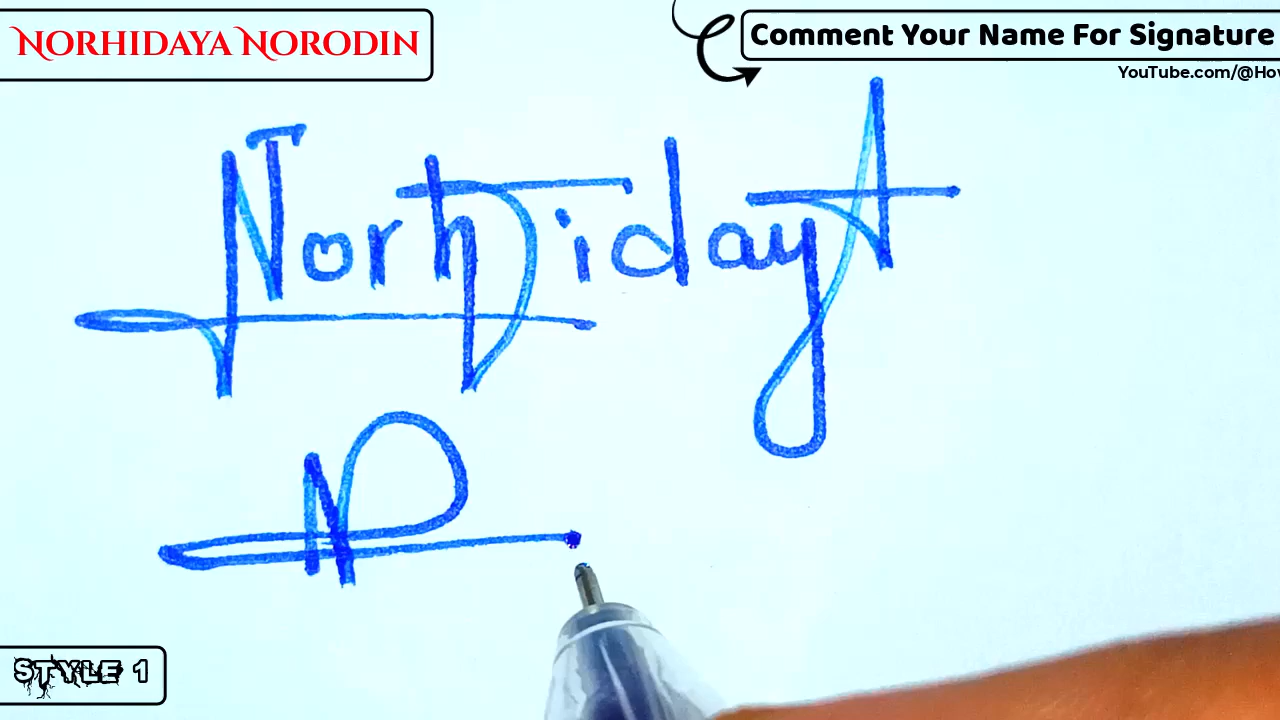 NORHIDAYA NORODIN
Comment Your Name For Signature
YouTube.com/@Hov
Norhidaya
N
STYLE 1